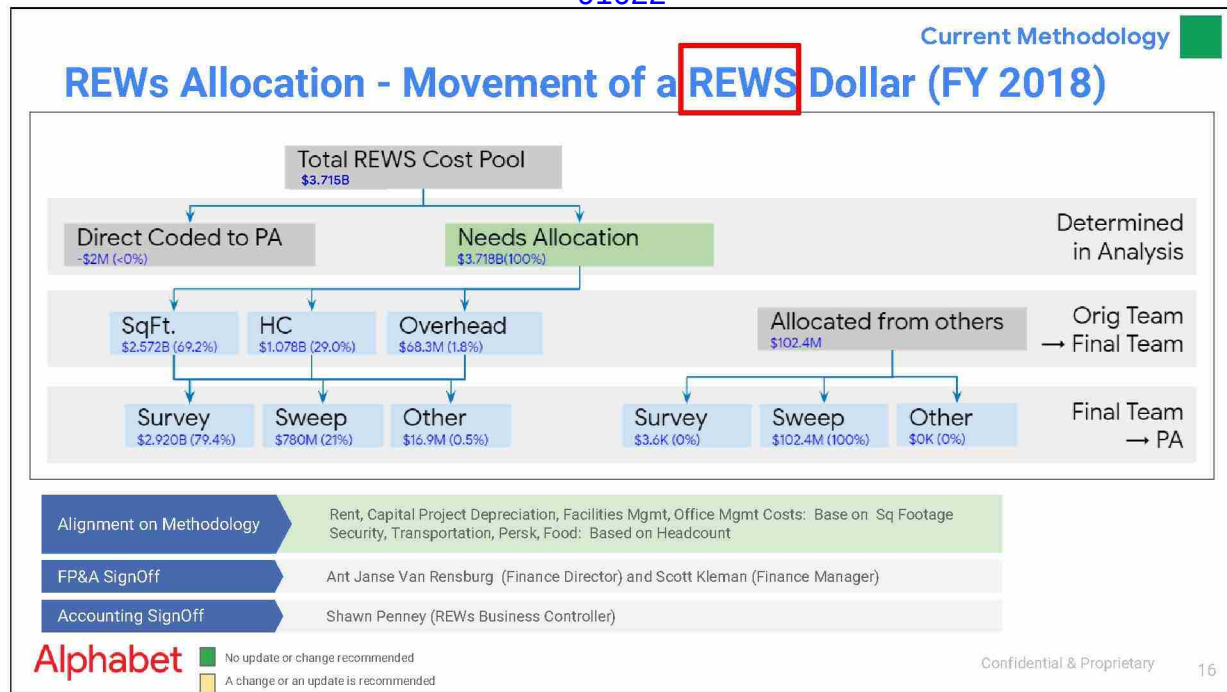 Current Methodology
REWs Allocation - Movement of a REWS Dollar (FY 2018)
Total REWS Cost Pool
$3.715B
Direct Coded to PA
-$2M (<0%)
Needs Allocation
$3.718B(100%)
Determined
in Analysis
SqFt.
$2.572B (69.2%)
HC
$1.078B (29.0%)
Overhead
$68.3M (1.8%)
Allocated from others
$102.4M
Orig Team
→ Final Team
Survey
$2.920B (79.4%)
Sweep
$780M (21%)
Other
$16.9M (0.5%)
Survey
$3.6K (0%)
Sweep
$102.4M (100%)
Other
$0K (0%)
Final Team
→ PA
Alignment on Methodology
Rent, Capital Project Depreciation, Facilities Mgmt, Office Mgmt Costs: Base on Sq Footage
Security, Transportation, Persk, Food: Based on Headcount
FP&A SignOff
Ant Janse Van Rensburg (Finance Director) and Scott Kleman (Finance Manager)
Accounting SignOff
Shawn Penney (REWs Business Controller)
Alphabet
No update or change recommended
A change or an update is recommended
Confidential & Proprietary
16